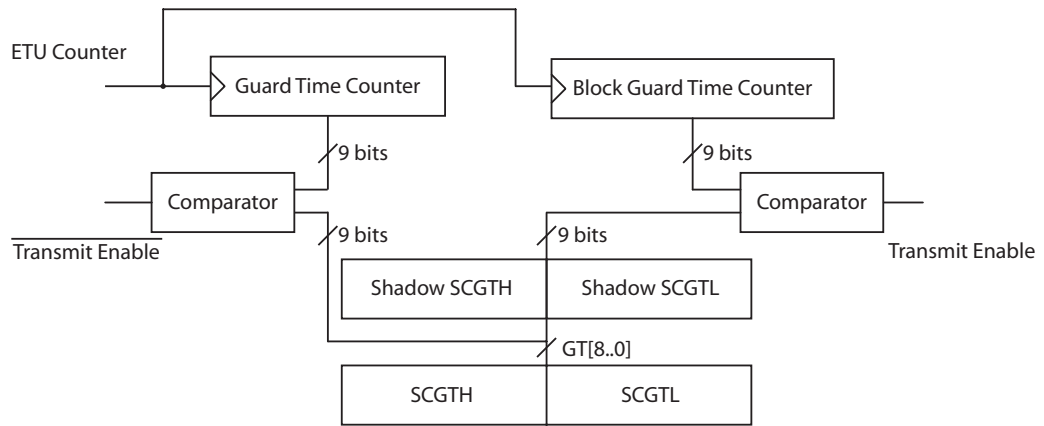 ETU Counter
Guard Time Counter
Block Guard Time Counter
9 bits
9 bits
Comparator
Comparator
Transmit Enable
9 bits
9 bits
Transmit Enable
Shadow SCGTH
Shadow SCGTL
GT[8..0]
SCGTH
SCGTL